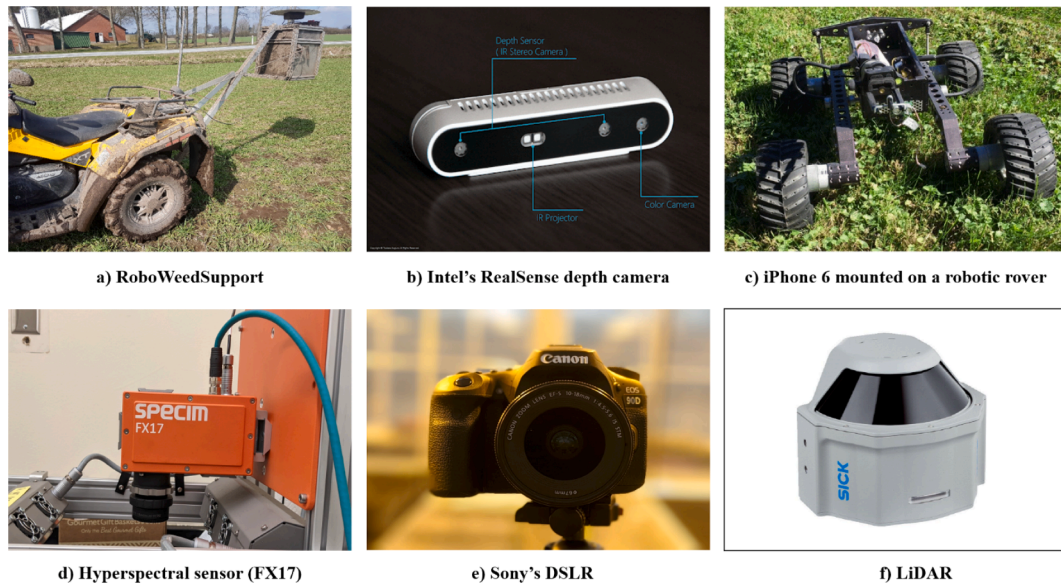 Depth Sensor
( IR Stereo Camera )
IR Projector
Color Camera
a) RoboWeedSupport
b) Intel's RealSense depth camera
c) iPhone 6 mounted on a robotic rover
SPECIM
FX17
Canon
EOS
90D
SICK
d) Hyperspectral sensor (FX17)
e) Sony's DSLR
f) LiDAR